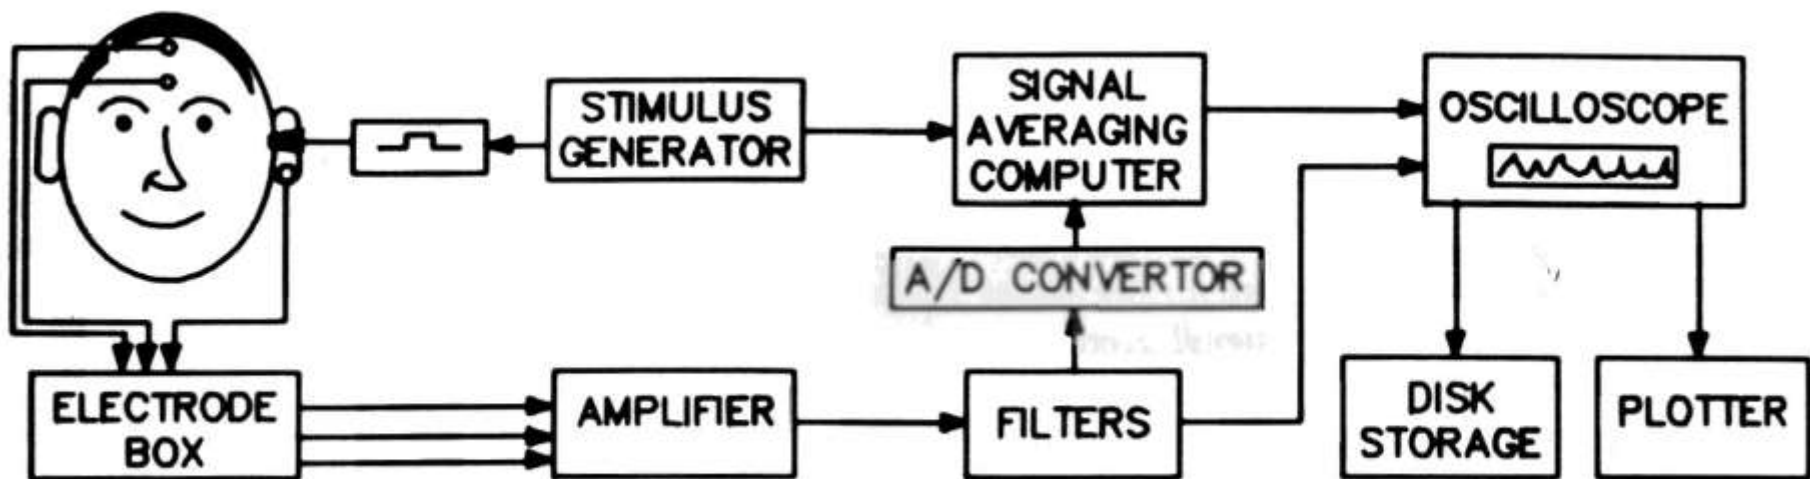 STIMULUS
GENERATOR
SIGNAL
AVERAGING
COMPUTER
OSCILLOSCOPE
A/D CONVERTOR
ELECTRODE
BOX
AMPLIFIER
FILTERS
DISK
STORAGE
PLOTTER